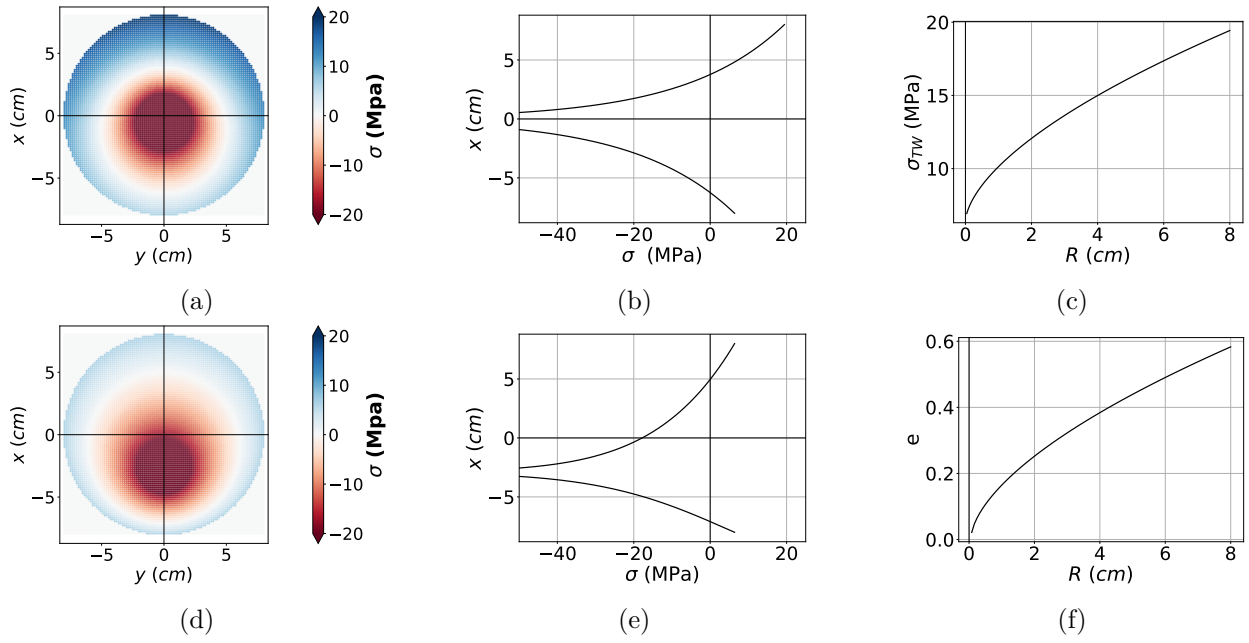 20
10
0
−10
−20
σ (Mpa)
5
0
−5
x (cm)
−5 0 5
y (cm)
(a)
5
0
−5
x (cm)
−40 −20 0 20
σ (MPa)
(b)
20
15
10
σTW (MPa)
0 2 4 6 8
R (cm)
(c)
20
10
0
−10
−20
σ (Mpa)
5
0
−5
x (cm)
−5 0 5
y (cm)
(d)
5
0
−5
x (cm)
−40 −20 0 20
σ (MPa)
(e)
0.6
0.4
0.2
0.0
e
0 2 4 6 8
R (cm)
(f)